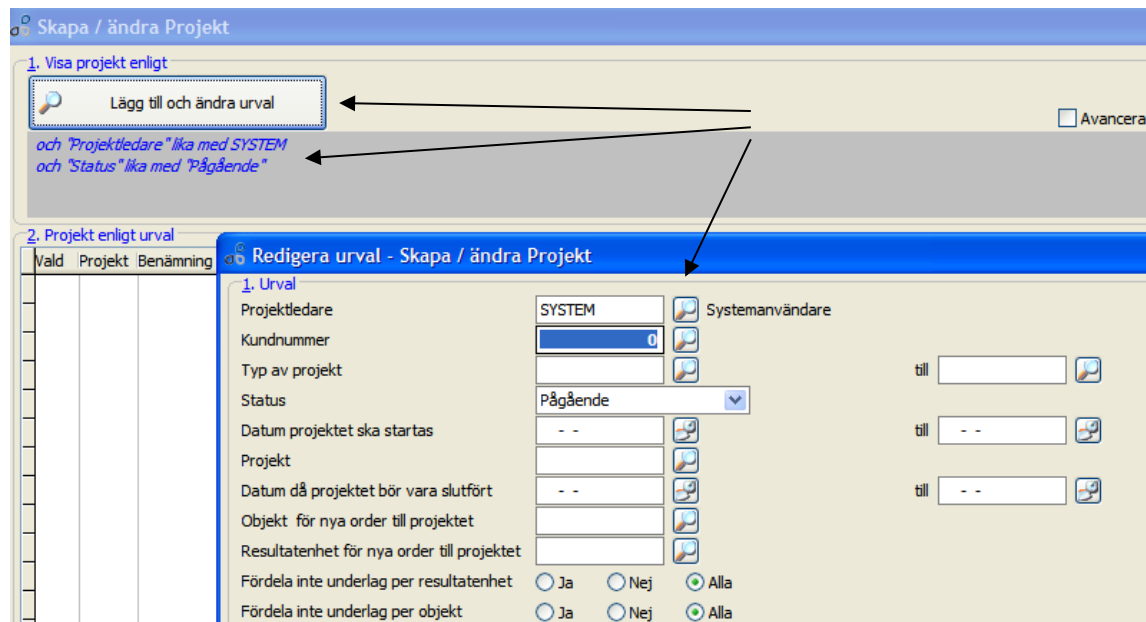 Skapa / ändra Projekt
1. Visa projekt enligt
Lägg till och ändra urval
Avancera
och "Projektledare" lika med SYSTEM
och "Status" lika med "Pågående"
2. Projekt enligt urval
Vald Projekt Benämning
Redigera urval - Skapa / ändra Projekt
1. Urval
Projektledare SYSTEM Systemanvändare
Kundnummer 0
Typ av projekt till
Status Pågående
Datum projektet ska startas - - till - -
Projekt
Datum då projektet bör vara slutfört - - till - -
Objekt för nya order till projektet
Resultatenhet för nya order till projektet
Fördela inte underlag per resultatenhet Ja Nej Alla
Fördela inte underlag per objekt Ja Nej Alla